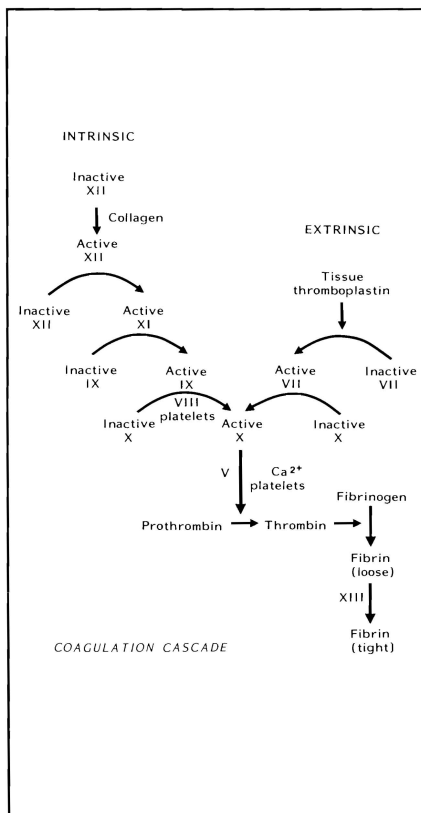 INTRINSIC
Inactive
XII
Collagen
Active
XII
EXTRINSIC
Tissue
thromboplastin
Inactive
XII
Active
XI
Inactive
IX
Active
IX
Active
VII
Inactive
VII
VIII
platelets
Inactive
X
Active
X
Inactive
X
V
Ca²⁺
platelets
Fibrinogen
Prothrombin
Thrombin
Fibrin
(loose)
XIII
Fibrin
(tight)
COAGULATION CASCADE